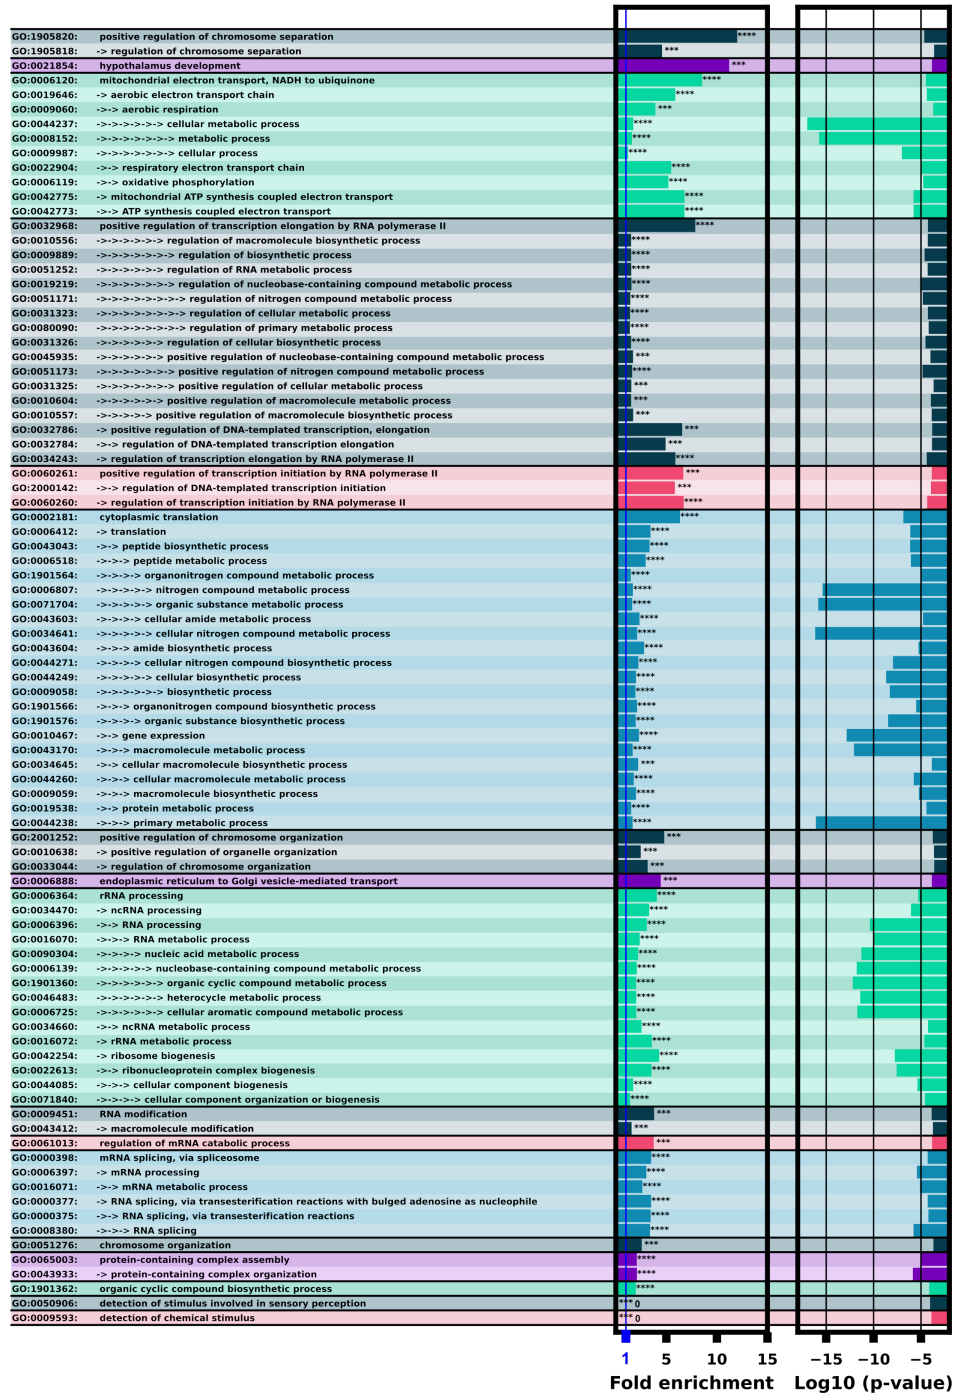 GO:1905820: positive regulation of chromosome separation ****
GO:1905818: -> regulation of chromosome separation ***
GO:0021854: hypothalamus development ***
GO:0006120: mitochondrial electron transport, NADH to ubiquinone ****
GO:0019646: -> aerobic electron transport chain ****
GO:0009060: ->-> aerobic respiration ***
GO:0044237: ->->->->->-> cellular metabolic process ****
GO:0008152: ->->->->->->-> metabolic process ****
GO:0009987: ->->->->->->-> cellular process ****
GO:0022904: ->-> respiratory electron transport chain ****
GO:0006119: ->-> oxidative phosphorylation ****
GO:0042775: -> mitochondrial ATP synthesis coupled electron transport ****
GO:0042773: ->-> ATP synthesis coupled electron transport ****
GO:0032968: positive regulation of transcription elongation by RNA polymerase II ****
GO:0010556: ->->->->->->-> regulation of macromolecule biosynthetic process ****
GO:0009889: ->->->->->->->-> regulation of biosynthetic process ****
GO:0051252: ->->->->->-> regulation of RNA metabolic process ****
GO:0019219: ->->->->->->-> regulation of nucleobase-containing compound metabolic process ****
GO:0051171: ->->->->->->->-> regulation of nitrogen compound metabolic process ****
GO:0031323: ->->->->->->->-> regulation of cellular metabolic process ****
GO:0080090: ->->->->->->->-> regulation of primary metabolic process ****
GO:0031326: ->->->->->->-> regulation of cellular biosynthetic process ****
GO:0045935: ->->->->->-> positive regulation of nucleobase-containing compound metabolic process ***
GO:0051173: ->->->->->->-> positive regulation of nitrogen compound metabolic process ****
GO:0031325: ->->->->->-> positive regulation of cellular metabolic process ***
GO:0010604: ->->->->->-> positive regulation of macromolecule metabolic process ***
GO:0010557: ->->->->-> positive regulation of macromolecule biosynthetic process ***
GO:0032786: -> positive regulation of DNA-templated transcription, elongation ***
GO:0032784: ->-> regulation of DNA-templated transcription elongation ***
GO:0034243: -> regulation of transcription elongation by RNA polymerase II ****
GO:0060261: positive regulation of transcription initiation by RNA polymerase II ***
GO:2000142: ->-> regulation of DNA-templated transcription initiation ***
GO:0060260: -> regulation of transcription initiation by RNA polymerase II ****
GO:0002181: cytoplasmic translation ****
GO:0006412: -> translation ****
GO:0043043: ->-> peptide biosynthetic process ****
GO:0006518: ->->-> peptide metabolic process ****
GO:1901564: ->->->-> organonitrogen compound metabolic process ****
GO:0006807: ->->->->-> nitrogen compound metabolic process ****
GO:0071704: ->->->->-> organic substance metabolic process ****
GO:0043603: ->->->-> cellular amide metabolic process ****
GO:0034641: ->->->->-> cellular nitrogen compound metabolic process ****
GO:0043604: ->->-> amide biosynthetic process ****
GO:0044271: ->->->-> cellular nitrogen compound biosynthetic process ****
GO:0044249: ->->->->-> cellular biosynthetic process ****
GO:0009058: ->->->->->-> biosynthetic process ****
GO:1901566: ->->-> organonitrogen compound biosynthetic process ****
GO:1901576: ->->->-> organic substance biosynthetic process ****
GO:0010467: ->-> gene expression ****
GO:0043170: ->->-> macromolecule metabolic process ****
GO:0034645: ->-> cellular macromolecule biosynthetic process ***
GO:0044260: ->->-> cellular macromolecule metabolic process ****
GO:0009059: ->->-> macromolecule biosynthetic process ****
GO:0019538: ->-> protein metabolic process ****
GO:0044238: ->->-> primary metabolic process ****
GO:2001252: positive regulation of chromosome organization ***
GO:0010638: -> positive regulation of organelle organization ***
GO:0033044: -> regulation of chromosome organization ***
GO:0006888: endoplasmic reticulum to Golgi vesicle-mediated transport ***
GO:0006364: rRNA processing ****
GO:0034470: -> ncRNA processing ****
GO:0006396: ->-> RNA processing ****
GO:0016070: ->->-> RNA metabolic process ****
GO:0090304: ->->->-> nucleic acid metabolic process ****
GO:0006139: ->->->->-> nucleobase-containing compound metabolic process ****
GO:1901360: ->->->->->-> organic cyclic compound metabolic process ****
GO:0046483: ->->->->->-> heterocycle metabolic process ****
GO:0006725: ->->->->->-> cellular aromatic compound metabolic process ****
GO:0034660: ->-> ncRNA metabolic process ****
GO:0016072: -> rRNA metabolic process ****
GO:0042254: -> ribosome biogenesis ****
GO:0022613: ->-> ribonucleoprotein complex biogenesis ****
GO:0044085: ->->-> cellular component biogenesis ****
GO:0071840: ->->->-> cellular component organization or biogenesis ****
GO:0009451: RNA modification ***
GO:0043412: -> macromolecule modification ***
GO:0061013: regulation of mRNA catabolic process ***
GO:0000398: mRNA splicing, via spliceosome ****
GO:0006397: -> mRNA processing ****
GO:0016071: ->-> mRNA metabolic process ****
GO:0000377: -> RNA splicing, via transesterification reactions with bulged adenosine as nucleophile ****
GO:0000375: ->-> RNA splicing, via transesterification reactions ****
GO:0008380: ->->-> RNA splicing ****
GO:0051276: chromosome organization ***
GO:0065003: protein-containing complex assembly ****
GO:0043933: -> protein-containing complex organization ****
GO:1901362: organic cyclic compound biosynthetic process ****
GO:0050906: detection of stimulus involved in sensory perception *** 0
GO:0009593: detection of chemical stimulus *** 0
1 5 10 15 −15 −10 −5
Fold enrichment Log10 (p-value)